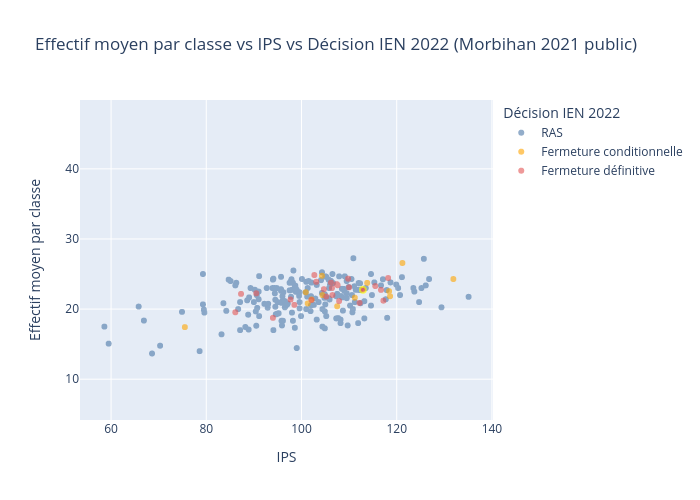 Effectif moyen par classe vs IPS vs Décision IEN 2022 (Morbihan 2021 public)
Décision IEN 2022
RAS
Fermeture conditionnelle
Fermeture définitive
Effectif moyen par classe
40
30
20
10
60
80
100
120
140
IPS